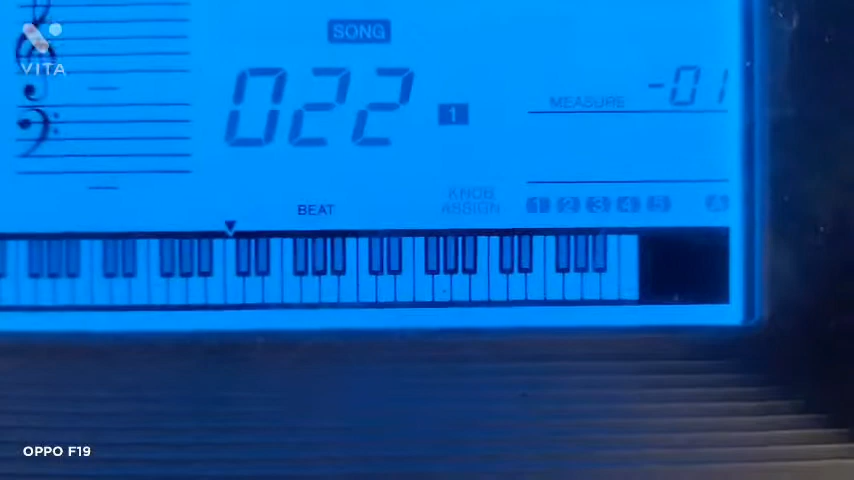 SONG
VITA
022
1
MEASURE -01
KNOB
ASSIGN
BEAT
1 2 3 4 5 A
OPPO F19